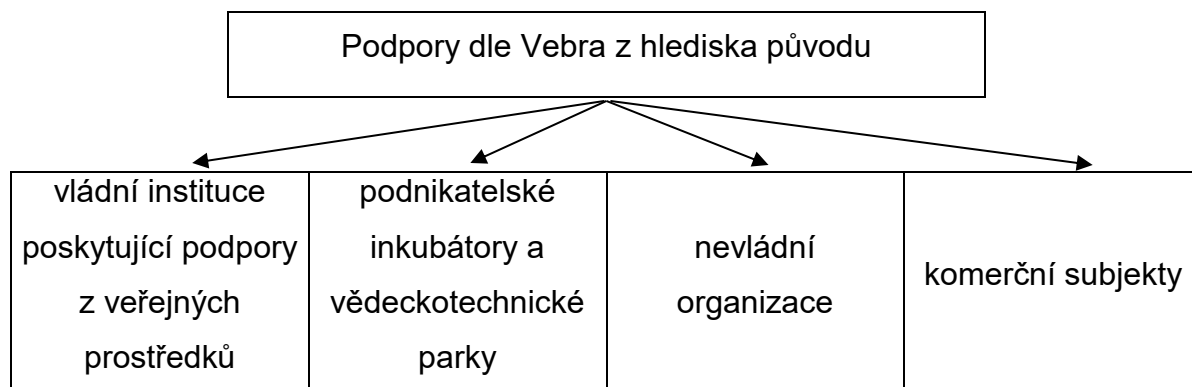 Podpory dle Vebra z hlediska původu
vládní instituce
poskytující podpory
z veřejných
prostředků
podnikatelské
inkubátory a
vědeckotechnické
parky
nevládní
organizace
komerční subjekty